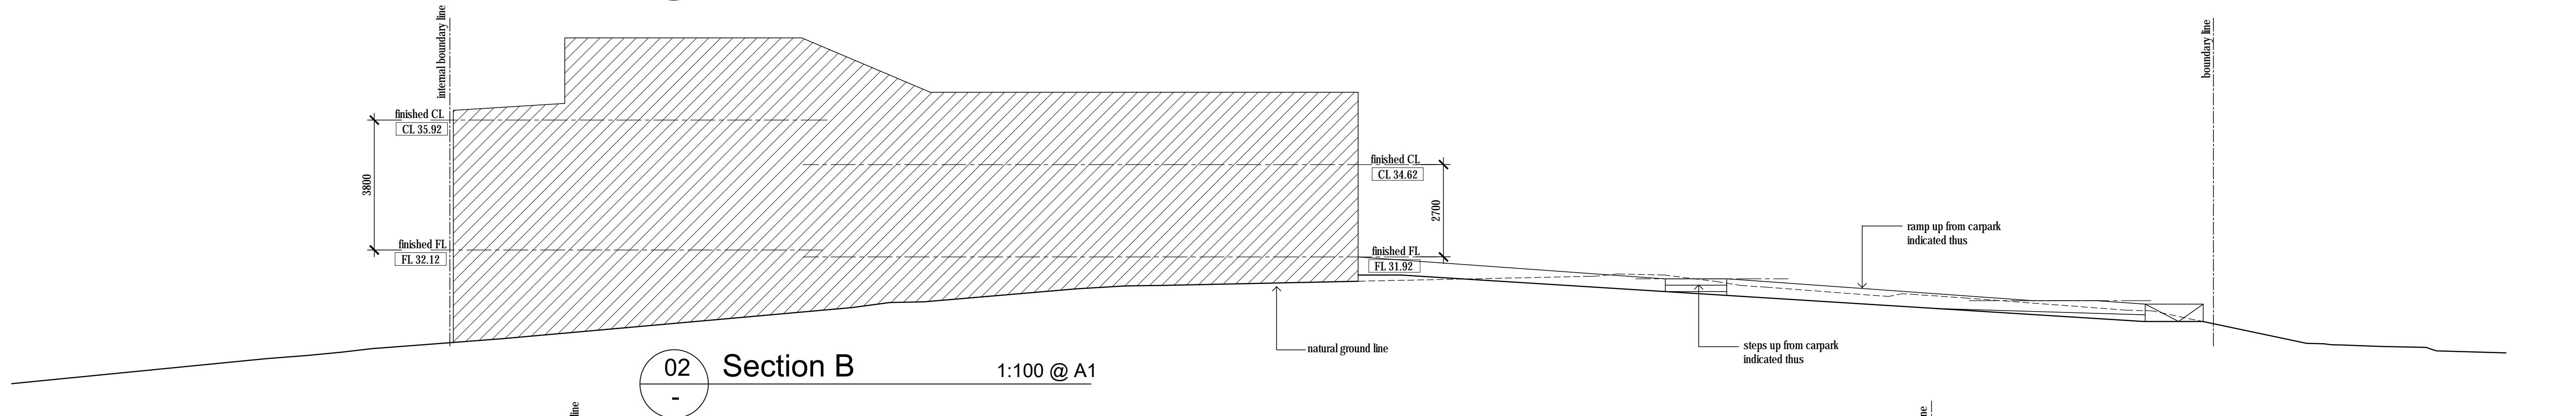 internal boundary line
boundary line
finished CL
CL 35.92
3800
finished FL
FL 32.12
finished CL
CL 34.62
2700
finished FL
FL 31.92
ramp up from carpark
indicated thus
natural ground line
steps up from carpark
indicated thus
02
-
Section B
1:100 @ A1
line